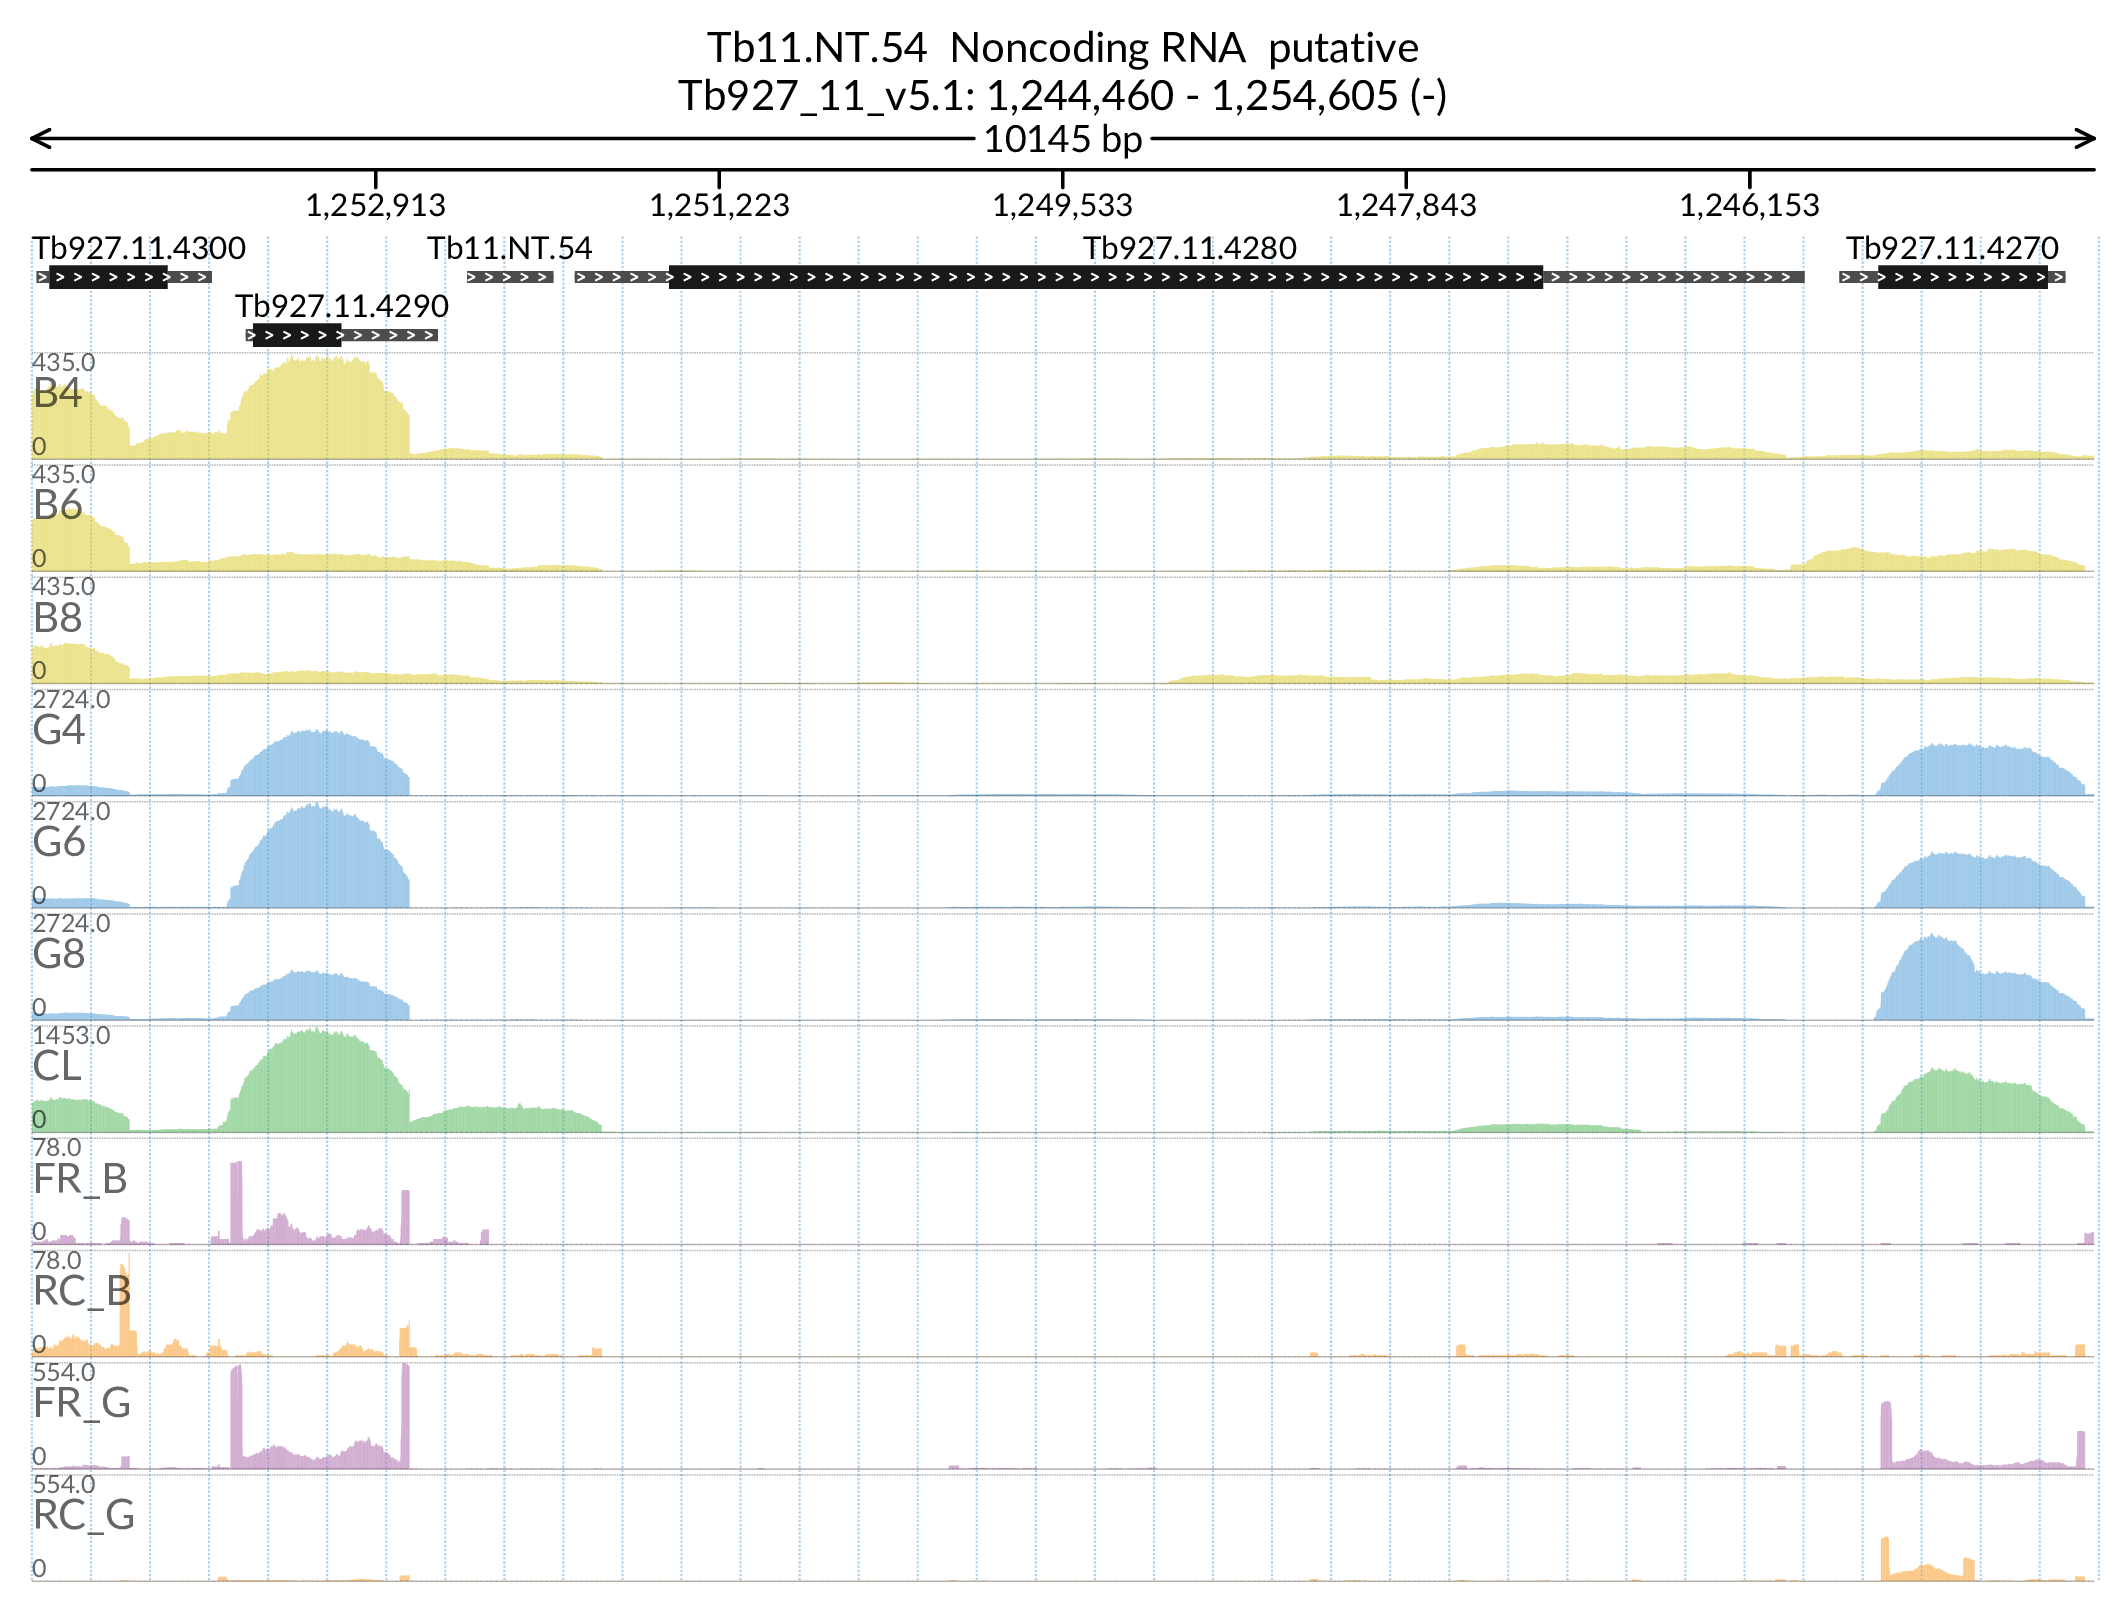 Tb11.NT.54  Noncoding RNA  putative
Tb927_11_v5.1: 1,244,460 - 1,254,605 (-)
10145 bp
1,252,913 1,251,223 1,249,533 1,247,843 1,246,153
Tb927.11.4300 Tb11.NT.54 Tb927.11.4280 Tb927.11.4270
Tb927.11.4290
435.0
B4
0
435.0
B6
0
435.0
B8
0
2724.0
G4
0
2724.0
G6
0
2724.0
G8
0
1453.0
CL
0
78.0
FR_B
0
78.0
RC_B
0
554.0
FR_G
0
554.0
RC_G
0